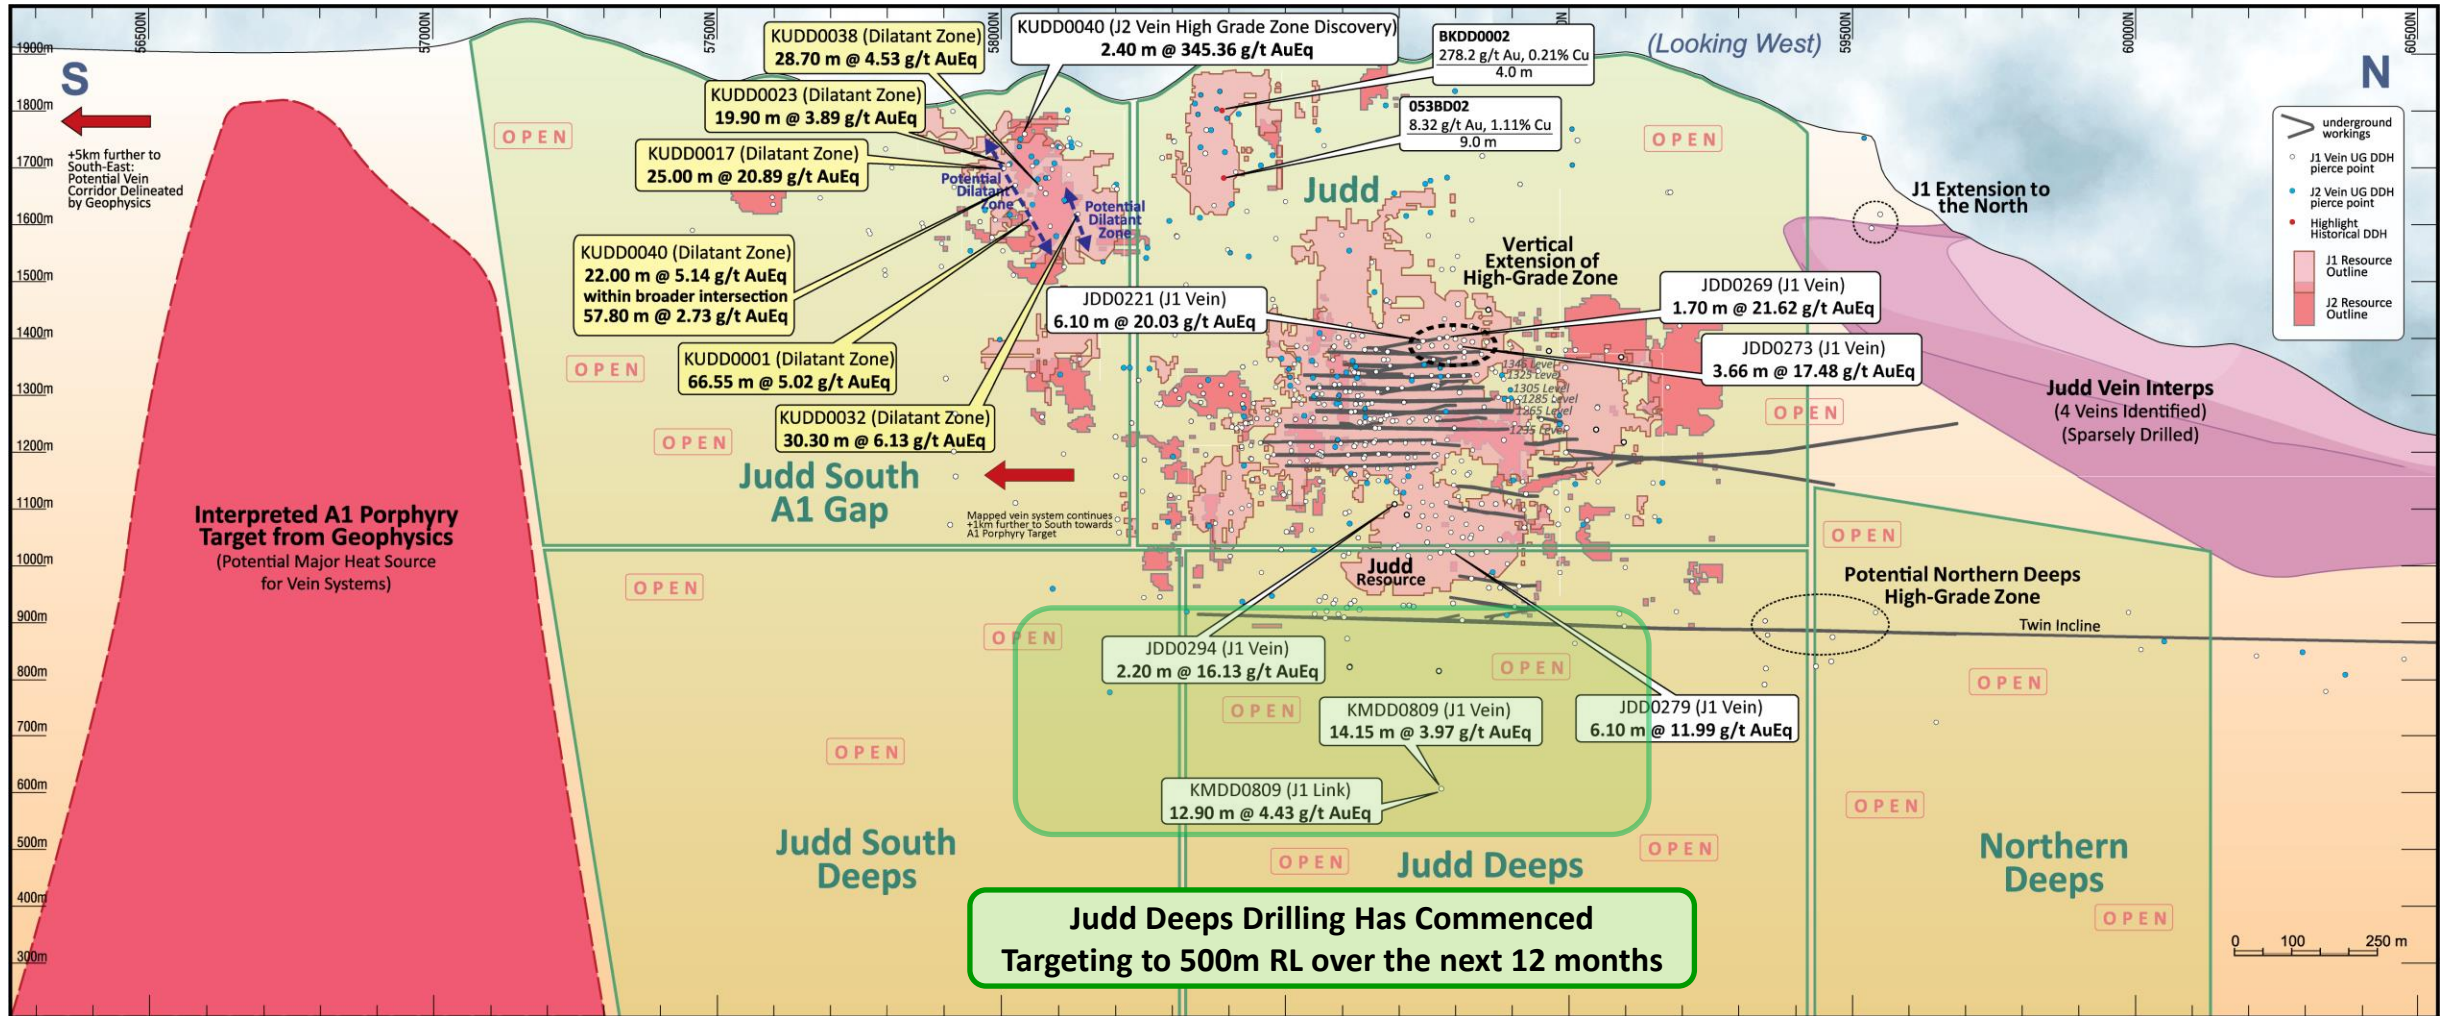 56500N
57000N
57500N
58000N
59500N
60000N
60500N
(Looking West)
S
N
1900m
1800m
1700m
1600m
1500m
1400m
1300m
1200m
1100m
1000m
900m
800m
700m
600m
500m
400m
300m
+5km further to
South-East:
Potential Vein
Corridor Delineated
by Geophysics
Interpreted A1 Porphyry
Target from Geophysics
(Potential Major Heat Source
for Vein Systems)
OPEN
KUDD0038 (Dilatant Zone)
28.70 m @ 4.53 g/t AuEq
KUDD0023 (Dilatant Zone)
19.90 m @ 3.89 g/t AuEq
KUDD0017 (Dilatant Zone)
25.00 m @ 20.89 g/t AuEq
KUDD0040 (Dilatant Zone)
22.00 m @ 5.14 g/t AuEq
within broader intersection
57.80 m @ 2.73 g/t AuEq
KUDD0001 (Dilatant Zone)
66.55 m @ 5.02 g/t AuEq
KUDD0032 (Dilatant Zone)
30.30 m @ 6.13 g/t AuEq
KUDD0040 (J2 Vein High Grade Zone Discovery)
2.40 m @ 345.36 g/t AuEq
Potential
Dilatant
Zone
Potential
Dilatant
Zone
OPEN
OPEN
Judd South
A1 Gap
Mapped vein system continues
+1km further to South towards
A1 Porphyry Target
BKDD0002
278.2 g/t Au, 0.21% Cu
4.0 m
053BD02
8.32 g/t Au, 1.11% Cu
9.0 m
Judd
OPEN
Vertical
Extension of
High-Grade Zone
JDD0221 (J1 Vein)
6.10 m @ 20.03 g/t AuEq
JDD0269 (J1 Vein)
1.70 m @ 21.62 g/t AuEq
JDD0273 (J1 Vein)
3.66 m @ 17.48 g/t AuEq
1345 Level
1325 Level
1305 Level
1285 Level
1265 Level
1235 Level
OPEN
J1 Extension to
the North
Judd Vein Interps
(4 Veins Identified)
(Sparsely Drilled)
underground
workings
J1 Vein UG DDH
pierce point
J2 Vein UG DDH
pierce point
Highlight
Historical DDH
J1 Resource
Outline
J2 Resource
Outline
Judd
Resource
OPEN
Potential Northern Deeps
High-Grade Zone
Twin Incline
OPEN
OPEN
OPEN
JDD0294 (J1 Vein)
2.20 m @ 16.13 g/t AuEq
OPEN
OPEN
KMDD0809 (J1 Vein)
14.15 m @ 3.97 g/t AuEq
JDD0279 (J1 Vein)
6.10 m @ 11.99 g/t AuEq
OPEN
OPEN
KMDD0809 (J1 Link)
12.90 m @ 4.43 g/t AuEq
OPEN
Judd South
Deeps
OPEN
Judd Deeps
OPEN
Northern
Deeps
OPEN
Judd Deeps Drilling Has Commenced
Targeting to 500m RL over the next 12 months
0 100 250 m